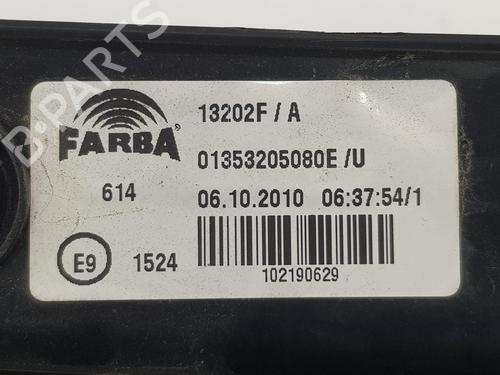 B-PARTS
FARBA
13202F / A
01353205080E /U
614
06.10.2010 06:37:54/1
E9
1524
102190629